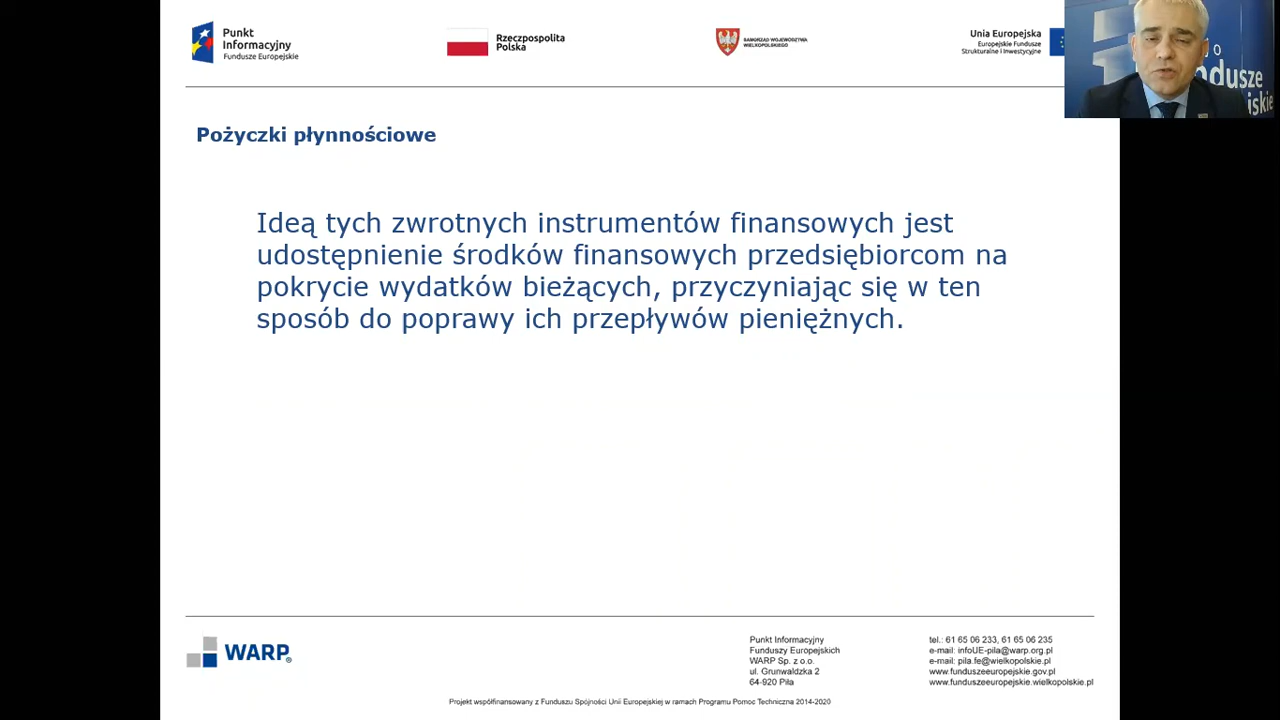 Punkt
Informacyjny
Fundusze Europejskie
Rzeczpospolita
Polska
SAMORZĄD WOJEWÓDZTWA
WIELKOPOLSKIEGO
Unia Europejska
Europejskie Fundusze
Strukturalne i Inwestycyjne
Pożyczki płynnościowe
Ideą tych zwrotnych instrumentów finansowych jest
udostępnienie środków finansowych przedsiębiorcom na
pokrycie wydatków bieżących, przyczyniając się w ten
sposób do poprawy ich przepływów pieniężnych.
WARP
Punkt Informacyjny
Funduszy Europejskich
WARP Sp. z o.o.
ul. Grunwaldzka 2
64-920 Piła
tel.: 61 65 06 233, 61 65 06 235
e-mail: infoUE-pila@warp.org.pl
e-mail: pila.fe@wielkopolskie.pl
www.funduszeeuropejskie.gov.pl
www.funduszeeuropejskie.wielkopolskie.pl
Projekt współfinansowany z Funduszu Spójności Unii Europejskiej w ramach Programu Pomoc Techniczna 2014-2020